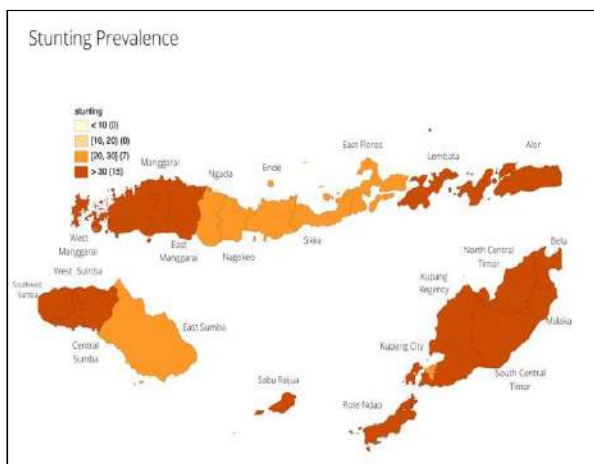 Stunting Prevalence
stunting
< 10 (0)
[10, 20) (0)
[20, 30] (7)
> 30 (15)
Manggarai
Ngada
Ende
East Flores
Lembata
Alor
West
Manggarai
East
Manggarai
Nagekeo
Sikka
West Sumba
Southwest
Sumba
Central
Sumba
East Sumba
Sabu Raijua
Rote-Ndao
Kupang City
Kupang
Regency
North Central
Timor
Belu
Malaka
South Central
Timor